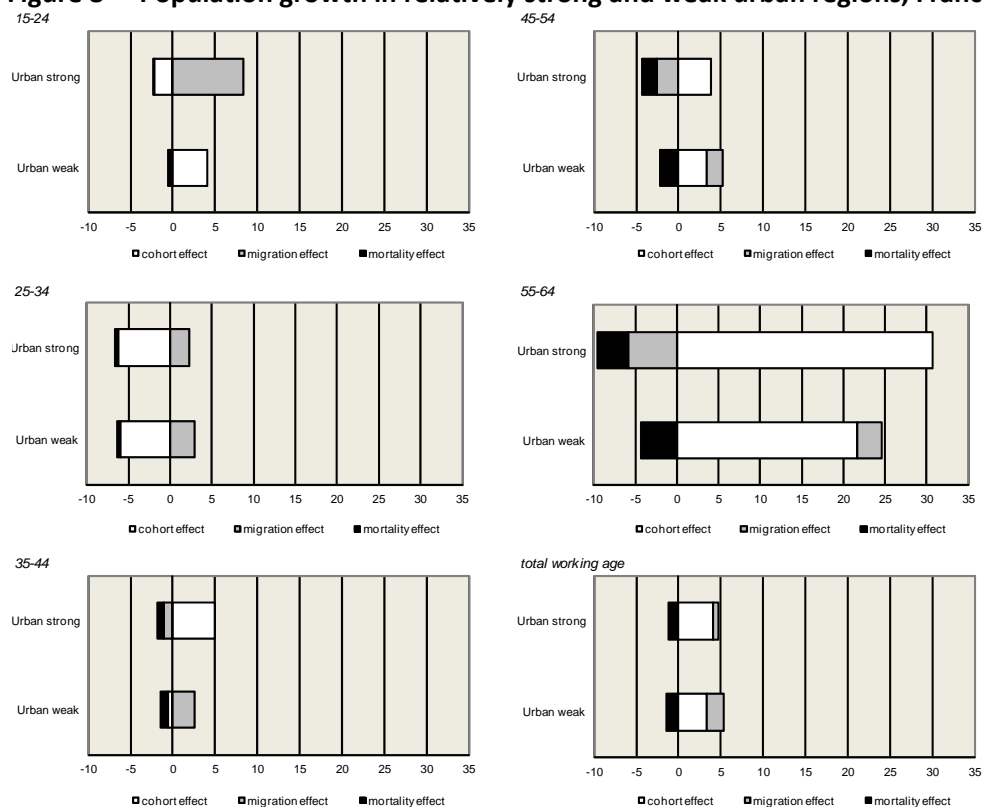 Figure Population growth in relatively strong and weak urban regions,
15-24
Urban strong
Urban weak
-10 -5 0 5 10 15 20 25 30 35
cohort effect migration effect mortality effect
45-54
Urban strong
Urban weak
-10 -5 0 5 10 15 20 25 30 35
cohort effect migration effect mortality effect
25-34
Urban strong
Urban weak
-10 -5 0 5 10 15 20 25 30 35
cohort effect migration effect mortality effect
55-64
Urban strong
Urban weak
-10 -5 0 5 10 15 20 25 30 35
cohort effect migration effect mortality effect
35-44
Urban strong
Urban weak
-10 -5 0 5 10 15 20 25 30 35
cohort effect migration effect mortality effect
total working age
Urban strong
Urban weak
-10 -5 0 5 10 15 20 25 30 35
cohort effect migration effect mortality effect